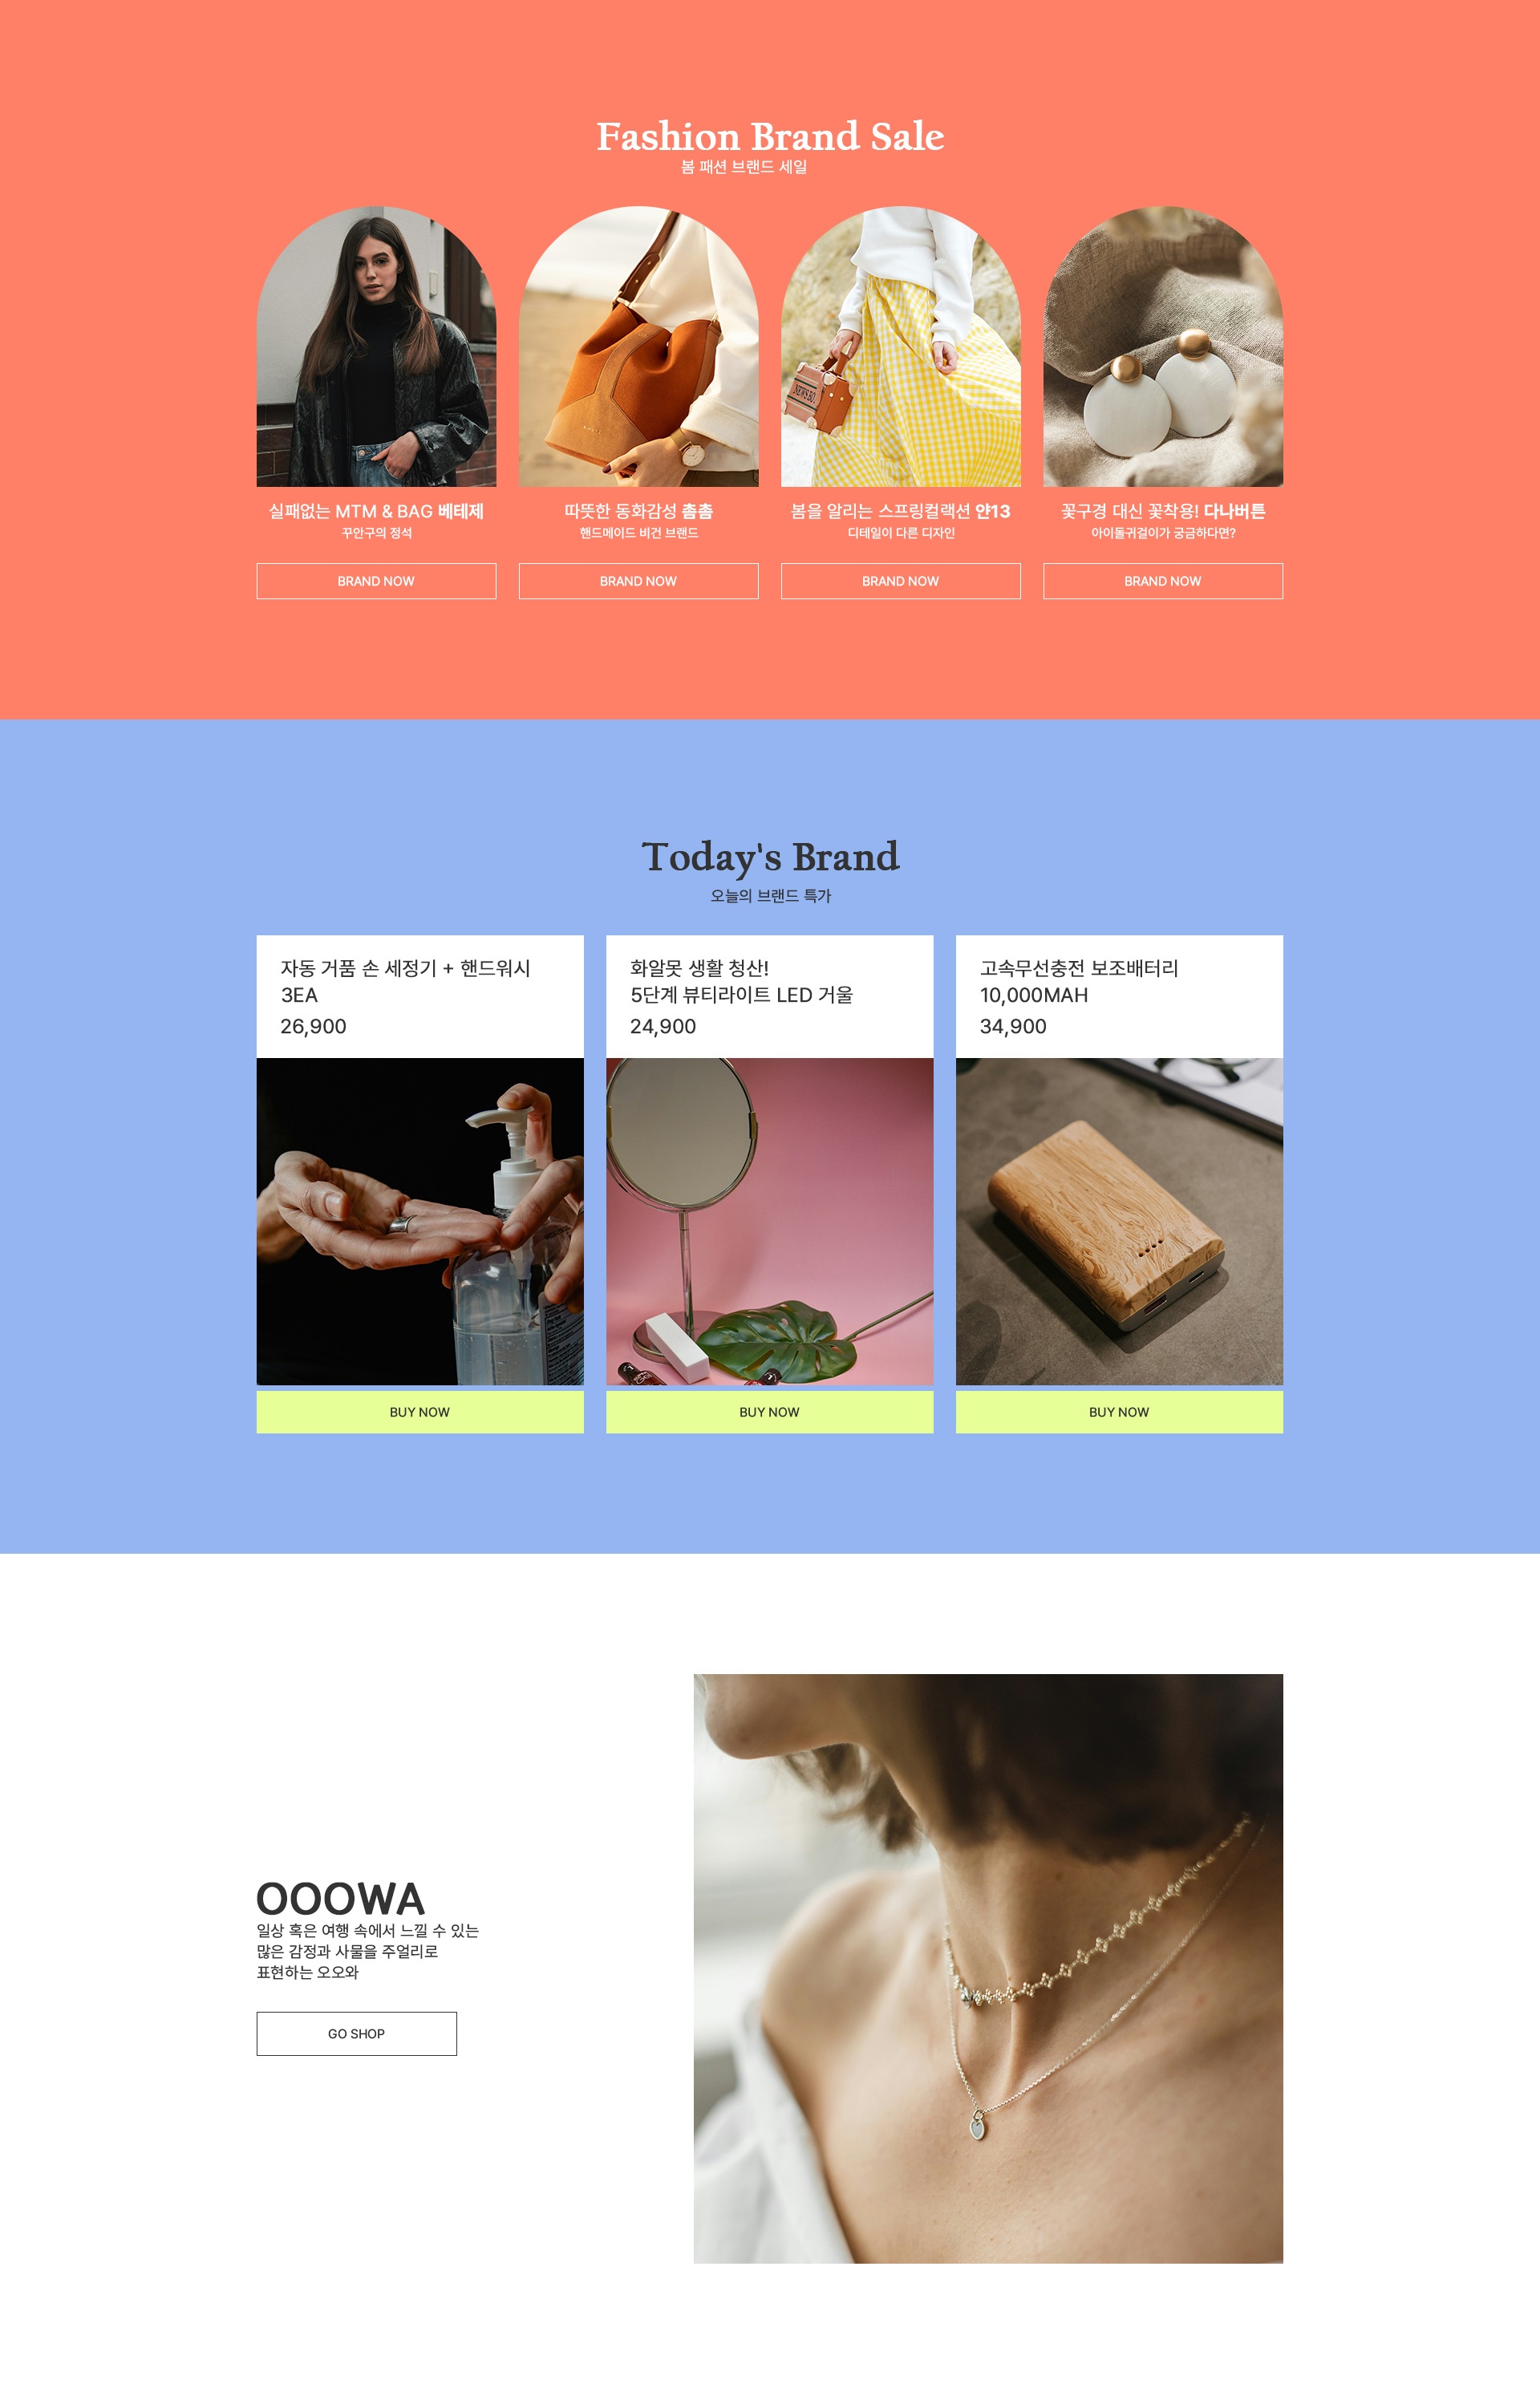 Fashion Brand Sale
봄 패션 브랜드 세일
실패없는 MTM & BAG 베테제
꾸안구의 정석
BRAND NOW
따뜻한 동화감성 촘촘
핸드메이드 비건 브랜드
BRAND NOW
봄을 알리는 스프링컬랙션 얀13
디테일이 다른 디자인
BRAND NOW
꽃구경 대신 꽃착용! 다나버튼
아이돌귀걸이가 궁금하다면?
BRAND NOW
Today's Brand
오늘의 브랜드 특가
자동 거품 손 세정기 + 핸드워시
3EA
26,900
BUY NOW
화알못 생활 청산!
5단계 뷰티라이트 LED 거울
24,900
BUY NOW
고속무선충전 보조배터리
10,000MAH
34,900
BUY NOW
OOOWA
일상 혹은 여행 속에서 느낄 수 있는
많은 감정과 사물을 주얼리로
표현하는 오오와
GO SHOP